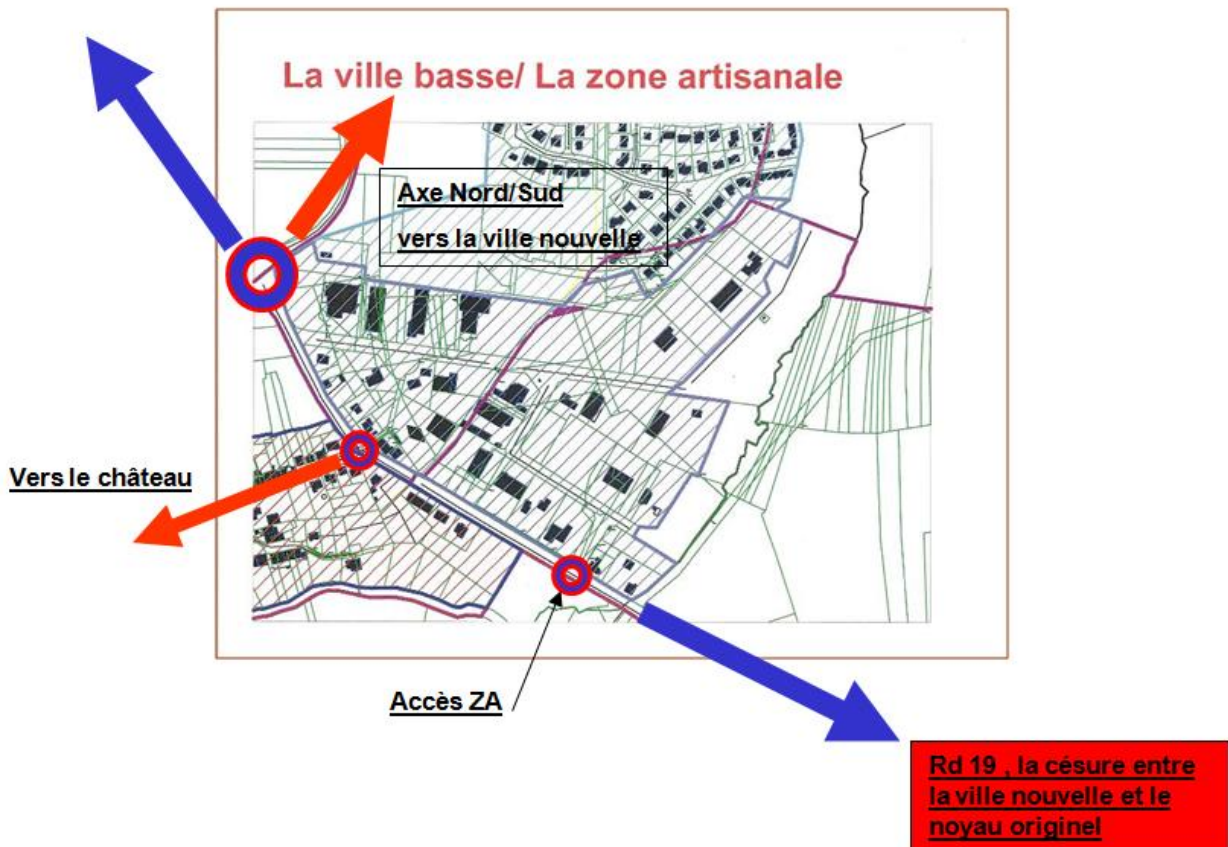 La ville basse/ La zone artisanale
Axe Nord/Sud
vers la ville nouvelle
Vers le château
Accès ZA
Rd 19 , la césure entre
la ville nouvelle et le
noyau originel